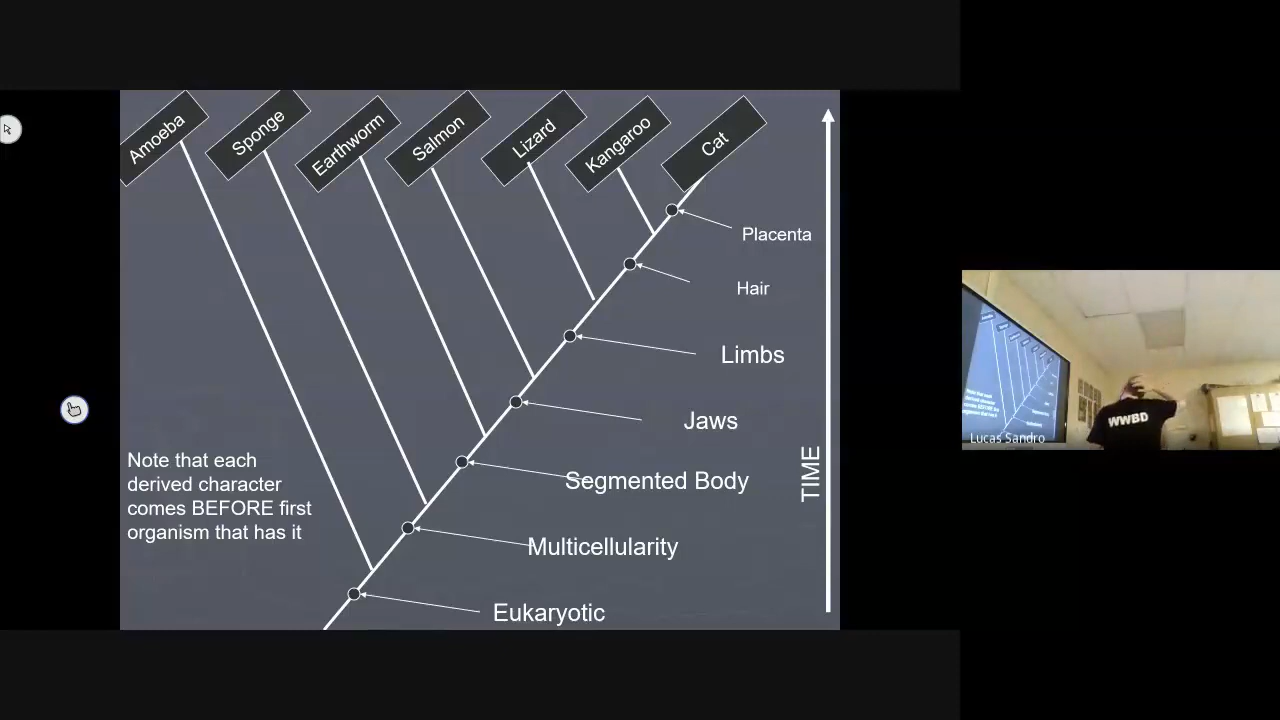 Amoeba
Sponge
Earthworm
Salmon
Lizard
Kangaroo
Cat
Placenta
Hair
Limbs
Jaws
Segmented Body
Multicellularity
Eukaryotic
TIME
Note that each
derived character
comes BEFORE first
organism that has it
WWBD
Lucas Sandro